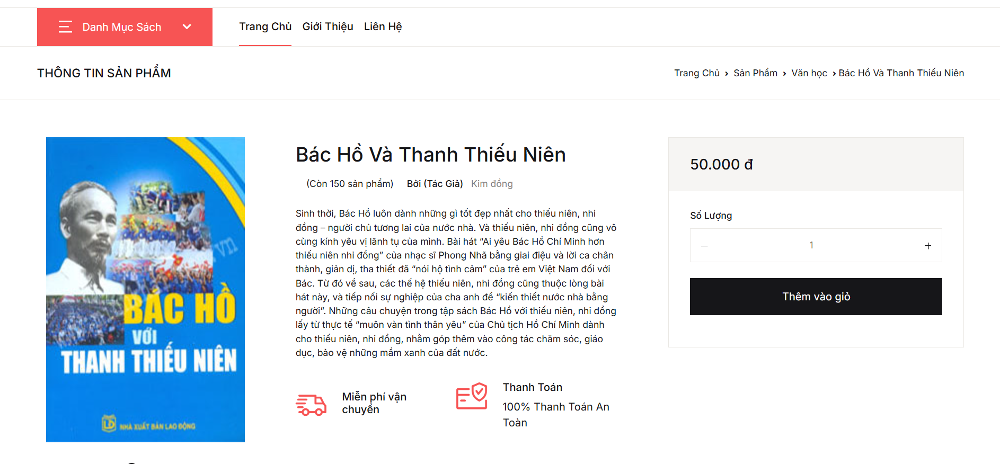 Danh Mục Sách
Trang Chủ Giới Thiệu Liên Hệ
THÔNG TIN SẢN PHẨM
Trang Chủ › Sản Phẩm › Văn học › Bác Hồ Và Thanh Thiếu Niên
BÁC HỒ
VỚI
THANH THIẾU NIÊN
LĐ NHÀ XUẤT BẢN LAO ĐỘNG
Bác Hồ Và Thanh Thiếu Niên
(Còn 150 sản phẩm) Bởi (Tác Giả) Kim đồng
Sinh thời, Bác Hồ luôn dành những gì tốt đẹp nhất cho thiếu niên, nhi
đồng – người chủ tương lai của nước nhà. Và thiếu niên, nhi đồng cũng vô
cùng kính yêu vị lãnh tụ của mình. Bài hát “Ai yêu Bác Hồ Chí Minh hơn
thiếu niên nhi đồng” của nhạc sĩ Phong Nhã bằng giai điệu và lời ca chân
thành, giản dị, tha thiết đã “nói hộ tình cảm” của trẻ em Việt Nam đối với
Bác. Từ đó về sau, các thế hệ thiếu niên, nhi đồng cũng thuộc lòng bài
hát này, và tiếp nối sự nghiệp của cha anh để “kiến thiết nước nhà bằng
người”. Những câu chuyện trong tập sách Bác Hồ với thiếu niên, nhi đồng
lấy từ thực tế “muôn vàn tình thân yêu” của Chủ tịch Hồ Chí Minh dành
cho thiếu niên, nhi đồng, nhằm góp thêm vào công tác chăm sóc, giáo
dục, bảo vệ những mầm xanh của đất nước.
Miễn phí vận
chuyển
Thanh Toán
100% Thanh Toán An
Toàn
50.000 đ
Số Lượng
1
Thêm vào giỏ